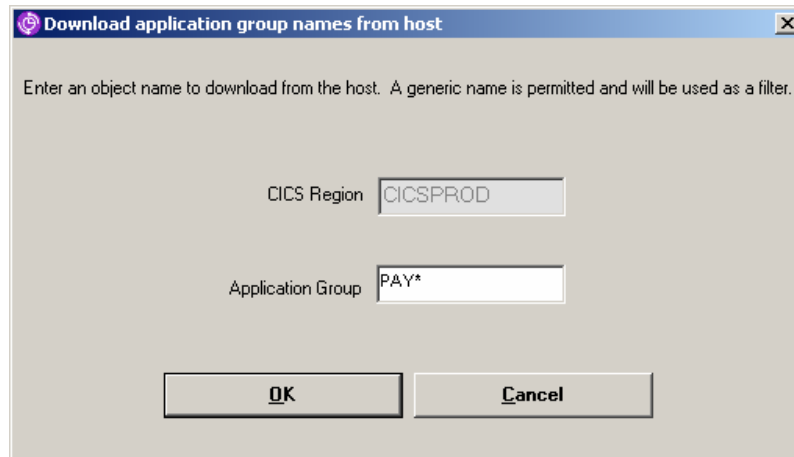 Download application group names from host
Enter an object name to download from the host.  A generic name is permitted and will be used as a filter.
CICS Region CICSPROD
Application Group PAY*
OK Cancel